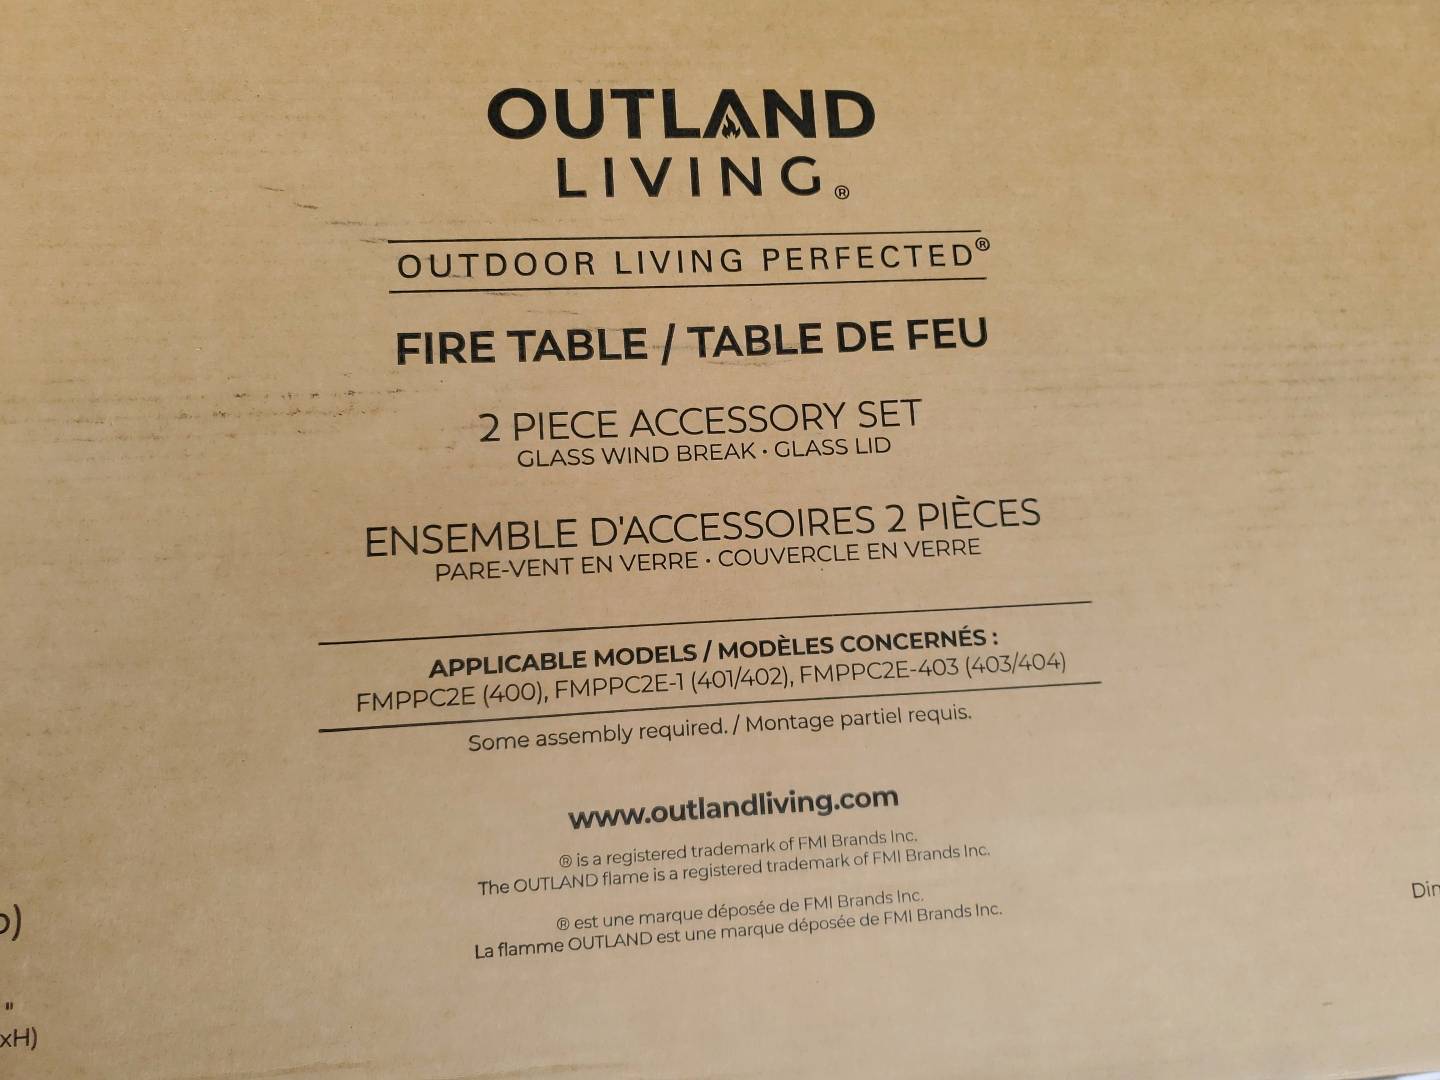 OUTLAND
LIVING®
OUTDOOR LIVING PERFECTED®
FIRE TABLE / TABLE DE FEU
2 PIECE ACCESSORY SET
GLASS WIND BREAK · GLASS LID
ENSEMBLE D'ACCESSOIRES 2 PIÈCES
PARE-VENT EN VERRE · COUVERCLE EN VERRE
APPLICABLE MODELS / MODÈLES CONCERNÉS :
FMPPC2E (400), FMPPC2E-1 (401/402), FMPPC2E-403 (403/404)
Some assembly required. / Montage partiel requis.
www.outlandliving.com
® is a registered trademark of FMI Brands Inc.
The OUTLAND flame is a registered trademark of FMI Brands Inc.
® est une marque déposée de FMI Brands Inc.
La flamme OUTLAND est une marque déposée de FMI Brands Inc.
"
xH)